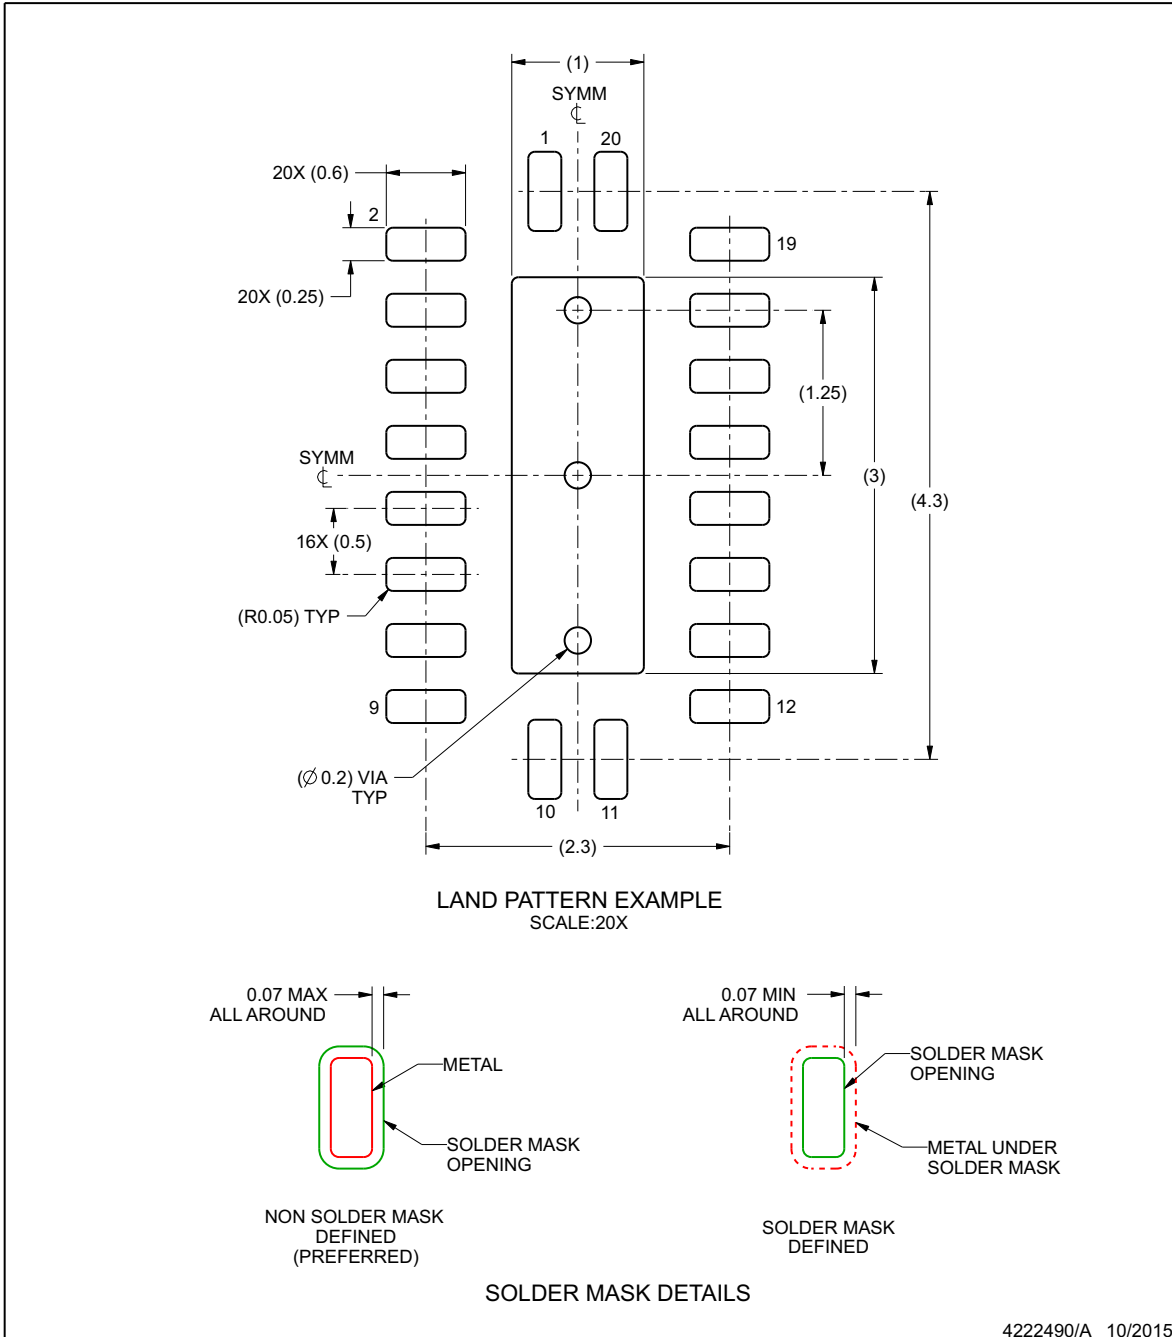 (1)
SYMM
℄
1
20
20X (0.6)
2
19
20X (0.25)
(1.25)
SYMM
℄
(3)
(4.3)
16X (0.5)
(R0.05) TYP
9
12
(∅ 0.2) VIA
TYP
10
11
(2.3)
LAND PATTERN EXAMPLE
SCALE:20X
0.07 MAX
ALL AROUND
METAL
SOLDER MASK
OPENING
NON SOLDER MASK
DEFINED
(PREFERRED)
0.07 MIN
ALL AROUND
SOLDER MASK
OPENING
METAL UNDER
SOLDER MASK
SOLDER MASK
DEFINED
SOLDER MASK DETAILS
4222490/A 10/2015